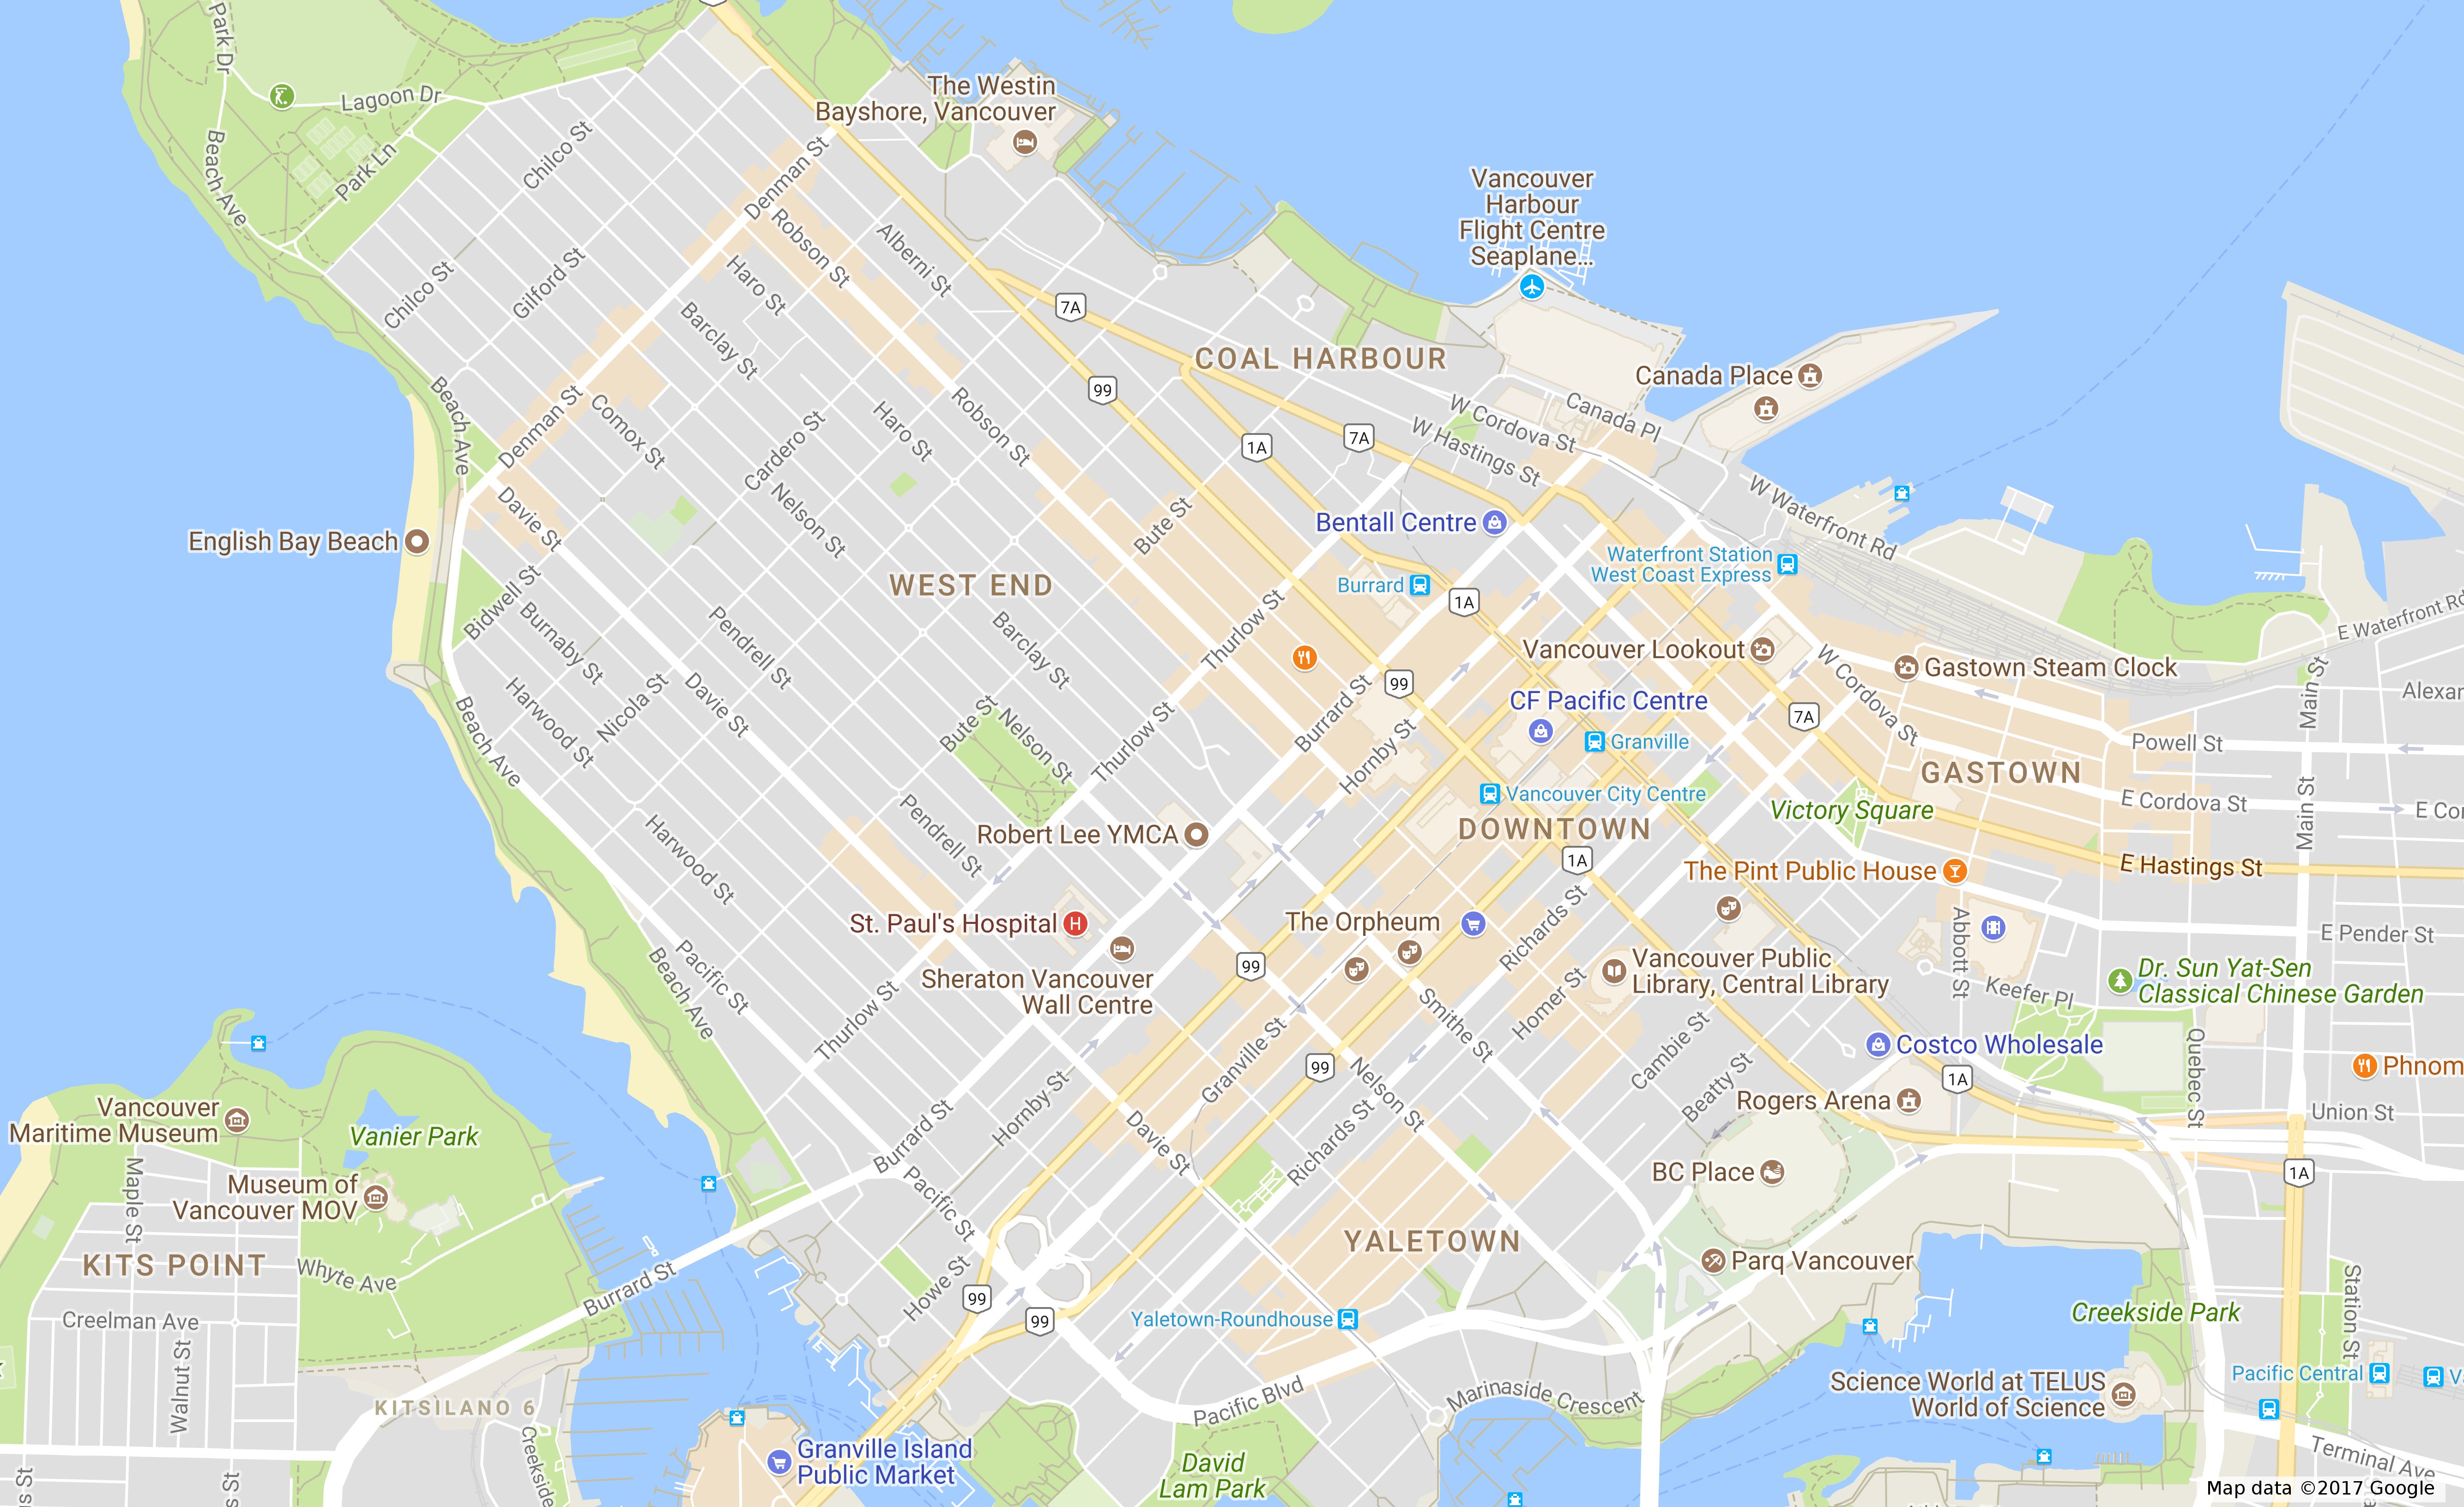 Park Dr
Lagoon Dr
Beach Ave
Park Ln
Chilco St
The Westin
Bayshore, Vancouver
Denman St
Robson St
Alberni St
Haro St
Chilco St
Gilford St
Barclay St
7A
99
COAL HARBOUR
Vancouver
Harbour
Flight Centre
Seaplane...
Canada Place
Canada Pl
W Cordova St
W Hastings St
7A
1A
Beach Ave
Denman St
Comox St
Cardero St
Haro St
Robson St
Nelson St
Davie St
English Bay Beach
Bute St
Bentall Centre
Burrard
1A
Waterfront Station
West Coast Express
W Waterfront Rd
E Waterfront Rd
WEST END
Bidwell St
Burnaby St
Pendrell St
Barclay St
Thurlow St
Vancouver Lookout
W Cordova St
Gastown Steam Clock
Main St
Alexar
Harwood St
Nicola St
Davie St
Beach Ave
Bute St
Nelson St
Thurlow St
Burrard St
99
Hornby St
CF Pacific Centre
Granville
7A
Powell St
GASTOWN
Vancouver City Centre
DOWNTOWN
Victory Square
E Cordova St
E Cor
Main St
Robert Lee YMCA
Pendrell St
Harwood St
1A
The Pint Public House
E Hastings St
St. Paul's Hospital
The Orpheum
Richards St
Abbott St
E Pender St
Sheraton Vancouver
Wall Centre
99
Vancouver Public
Library, Central Library
Homer St
Smithe St
Keefer Pl
Dr. Sun Yat-Sen
Classical Chinese Garden
Pacific St
Beach Ave
Thurlow St
Granville St
99
Cambie St
Costco Wholesale
Quebec St
Phnom
Vancouver
Maritime Museum
Vanier Park
Hornby St
Burrard St
Davie St
Nelson St
Richards St
Beatty St
Rogers Arena
1A
Union St
Maple St
Museum of
Vancouver MOV
Pacific St
BC Place
1A
KITS POINT
Whyte Ave
Burrard St
Howe St
YALETOWN
Parq Vancouver
99
99
Yaletown-Roundhouse
Creelman Ave
Walnut St
Creekside Park
Station St
Pacific Central
V
KITSILANO 6
Pacific Blvd
Marinaside Crescent
Science World at TELUS
World of Science
Creekside
Granville Island
Public Market
David
Lam Park
Terminal Ave
s St
s St
Map data ©2017 Google